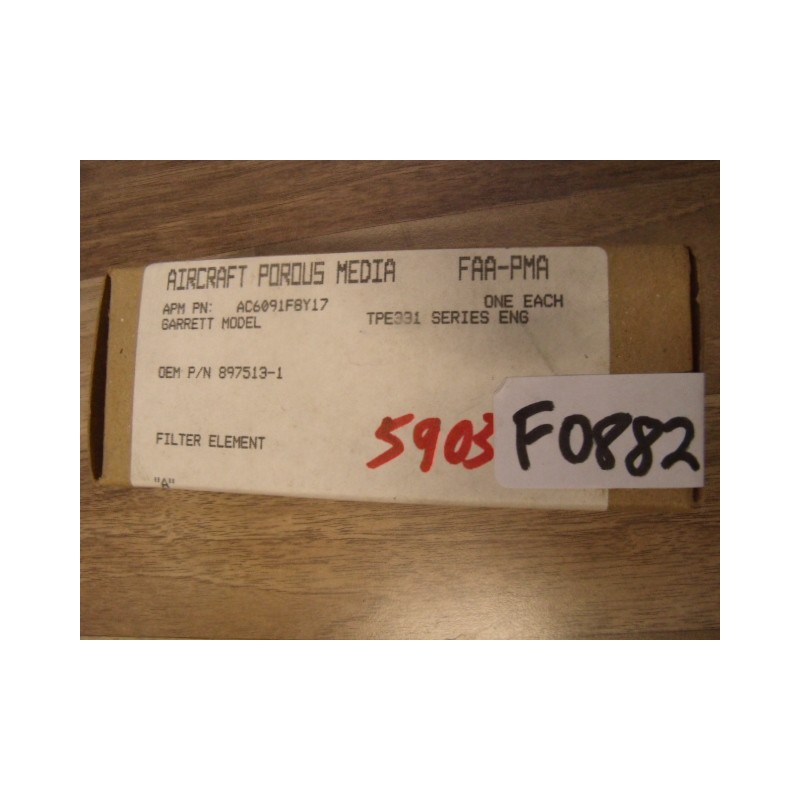 AIRCRAFT POROUS MEDIA FAA-PMA
APM PN: AC6091F8Y17 ONE EACH
GARRETT MODEL TPE331 SERIES ENG
OEM P/N 897513-1
FILTER ELEMENT
5903 F0882
"A"